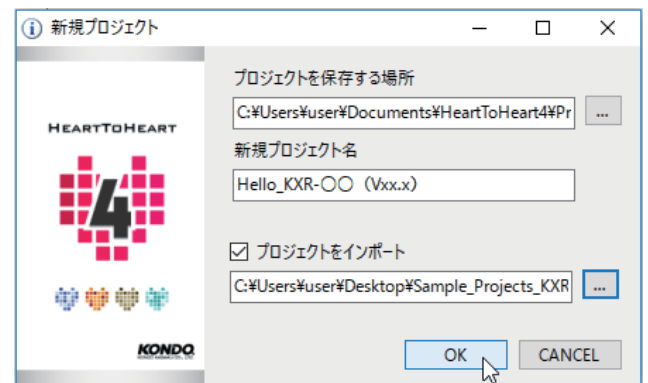 新規プロジェクト
プロジェクトを保存する場所
C:¥Users¥user¥Documents¥HeartToHeart4¥Pr
...
HEARTTOHEART
4
新規プロジェクト名
Hello_KXR-〇〇（Vxx.x）
プロジェクトをインポート
C:¥Users¥user¥Desktop¥Sample_Projects_KXR
...
KONDO
OK
CANCEL